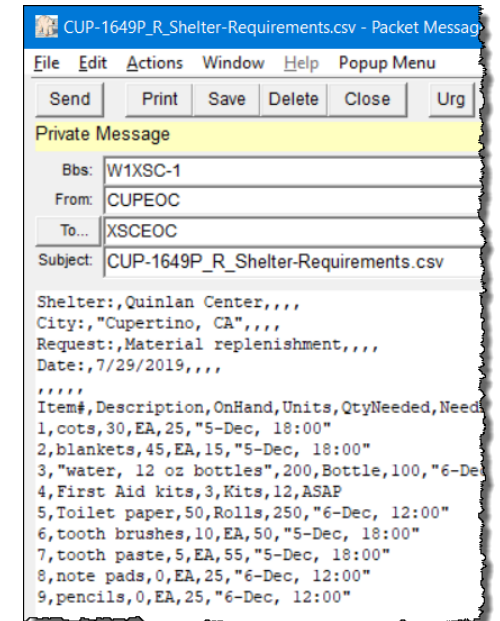 CUP-1649P_R_Shelter-Requirements.csv - Packet
File Edit Actions Window Help Popup Menu
Send Print Save Delete Close Urg
Private Message
Bbs: W1XSC-1
From: CUPEOC
To... XSCEOC
Subject: CUP-1649P_R_Shelter-Requirements.csv
Shelter:,Quinlan Center,,,,
City:,"Cupertino, CA",,,,
Request:,Material replenishment,,,,
Date:,7/29/2019,,,,
,,,,,
Item#,Description,OnHand,Units,QtyNeeded,Need
1,cots,30,EA,25,"5-Dec, 18:00"
2,blankets,45,EA,15,"5-Dec, 18:00"
3,"water, 12 oz bottles",200,Bottle,100,"6-De
4,First Aid kits,3,Kits,12,ASAP
5,Toilet paper,50,Rolls,250,"6-Dec, 12:00"
6,tooth brushes,10,EA,50,"5-Dec, 18:00"
7,tooth paste,5,EA,55,"5-Dec, 18:00"
8,note pads,0,EA,25,"6-Dec, 12:00"
9,pencils,0,EA,25,"6-Dec, 12:00"